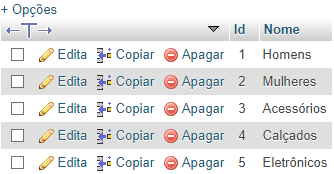 + Opções
Id Nome
Edita Copiar Apagar 1 Homens
Edita Copiar Apagar 2 Mulheres
Edita Copiar Apagar 3 Acessórios
Edita Copiar Apagar 4 Calçados
Edita Copiar Apagar 5 Eletrônicos